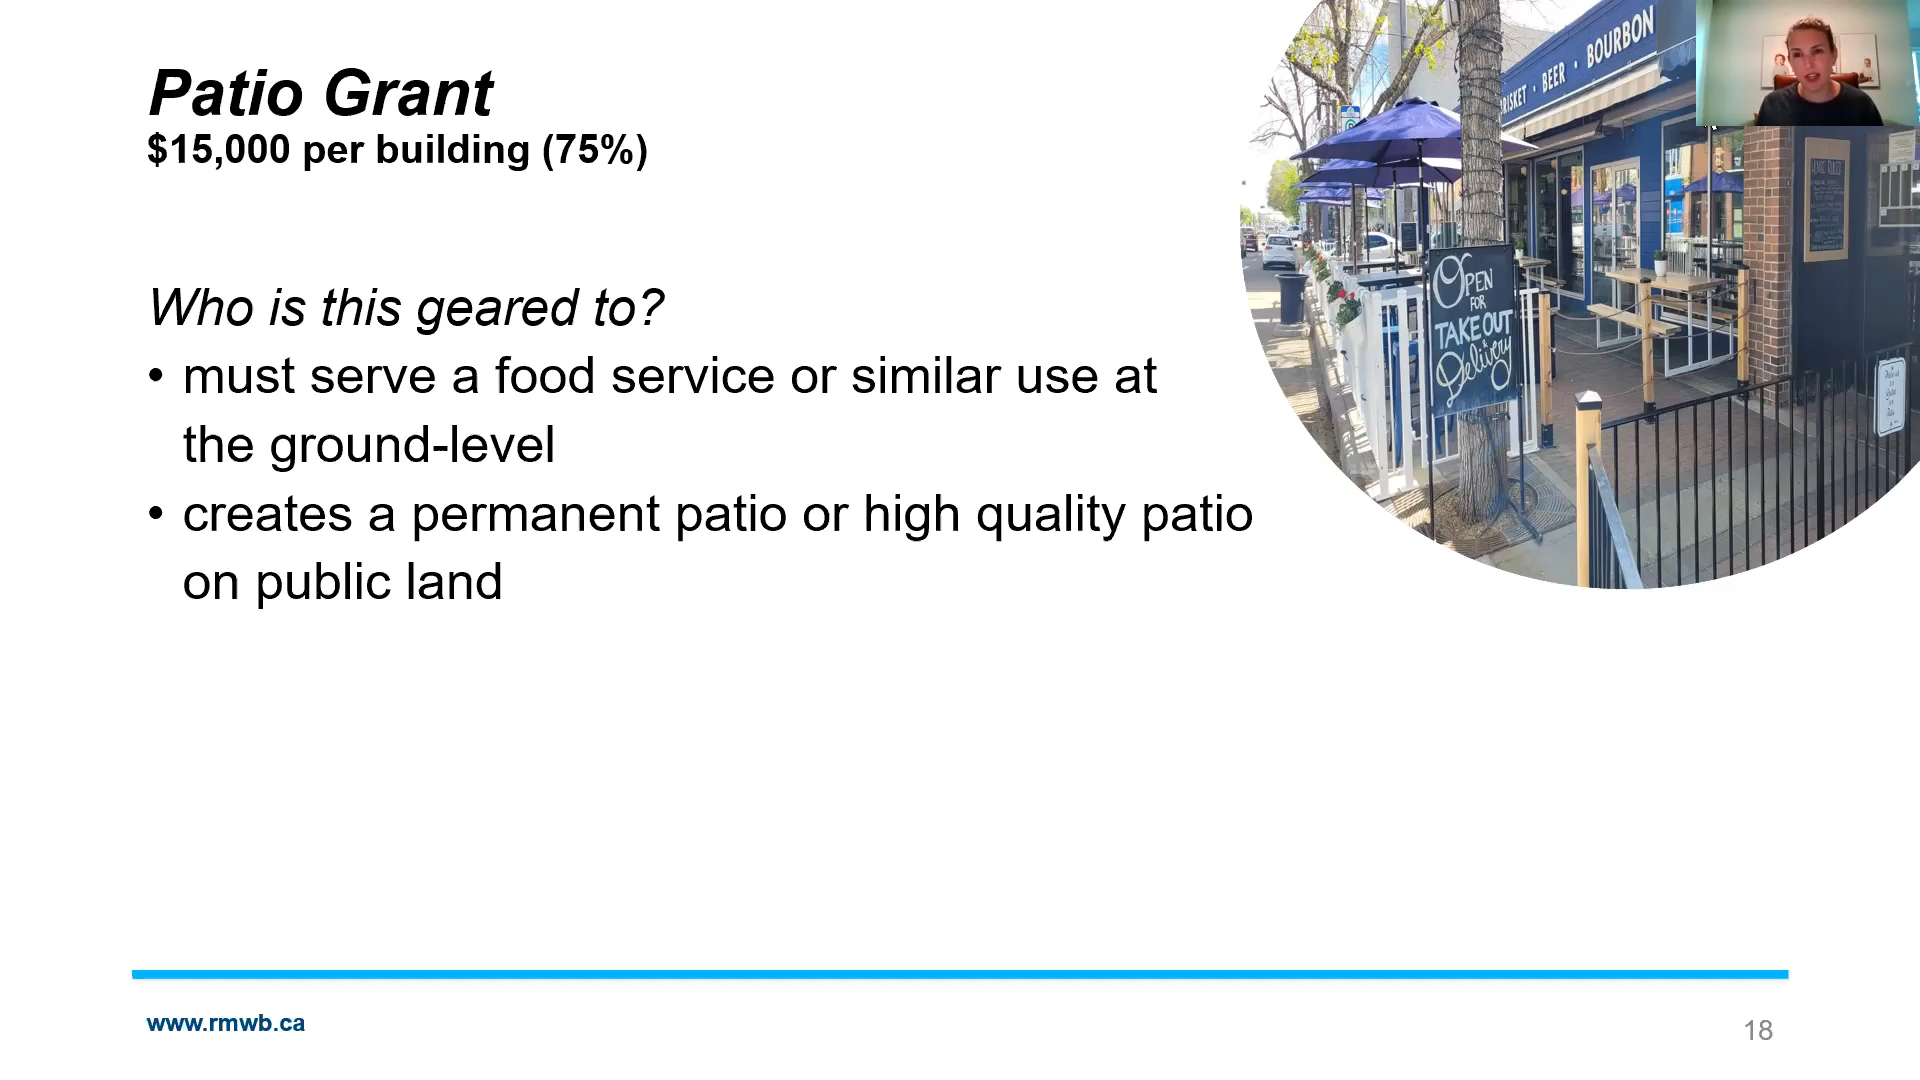 Patio Grant
$15,000 per building (75%)
Who is this geared to?
• must serve a food service or similar use at
the ground-level
• creates a permanent patio or high quality patio
on public land
BRISKET • BEER • BOURBON
OPEN
FOR
TAKE OUT
&
Delivery
www.rmwb.ca
18